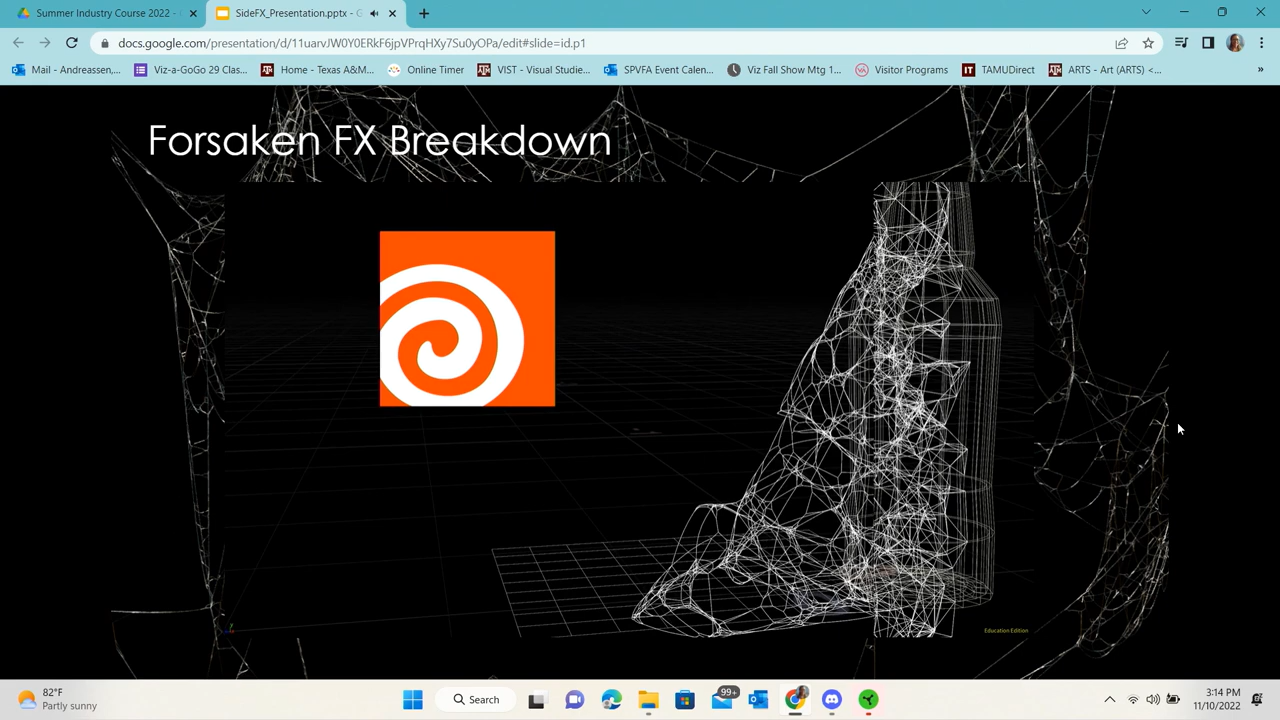 Summer Industry Course 2022 - G
SideFX_Presentation.pptx - G
docs.google.com/presentation/d/11uarvJW0Y0ERkF6jpVPrqHXy7Su0yOPa/edit#slide=id.p1
Mail - Andreassen,...
Viz-a-GoGo 29 Clas...
Home - Texas A&M...
Online Timer
VIST - Visual Studie...
SPVFA Event Calen...
Viz Fall Show Mtg 1...
Visitor Programs
TAMUDirect
ARTS - Art (ARTS) <...
»
Forsaken FX Breakdown
Education Edition
82°F
Partly sunny
Search
99+
3:14 PM
11/10/2022